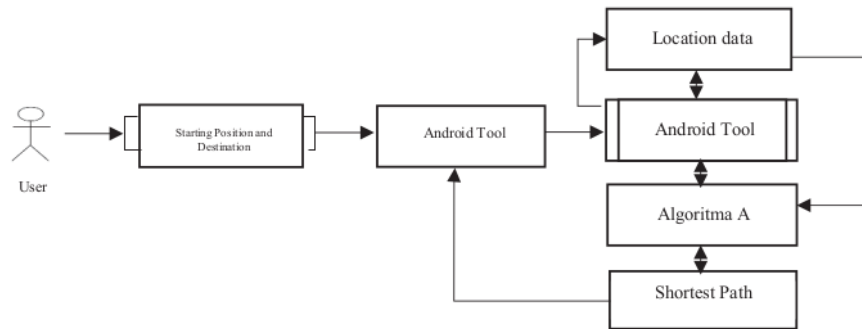 Location data
Starting Position and
Destination
Android Tool
Android Tool
User
Algoritma A
Shortest Path